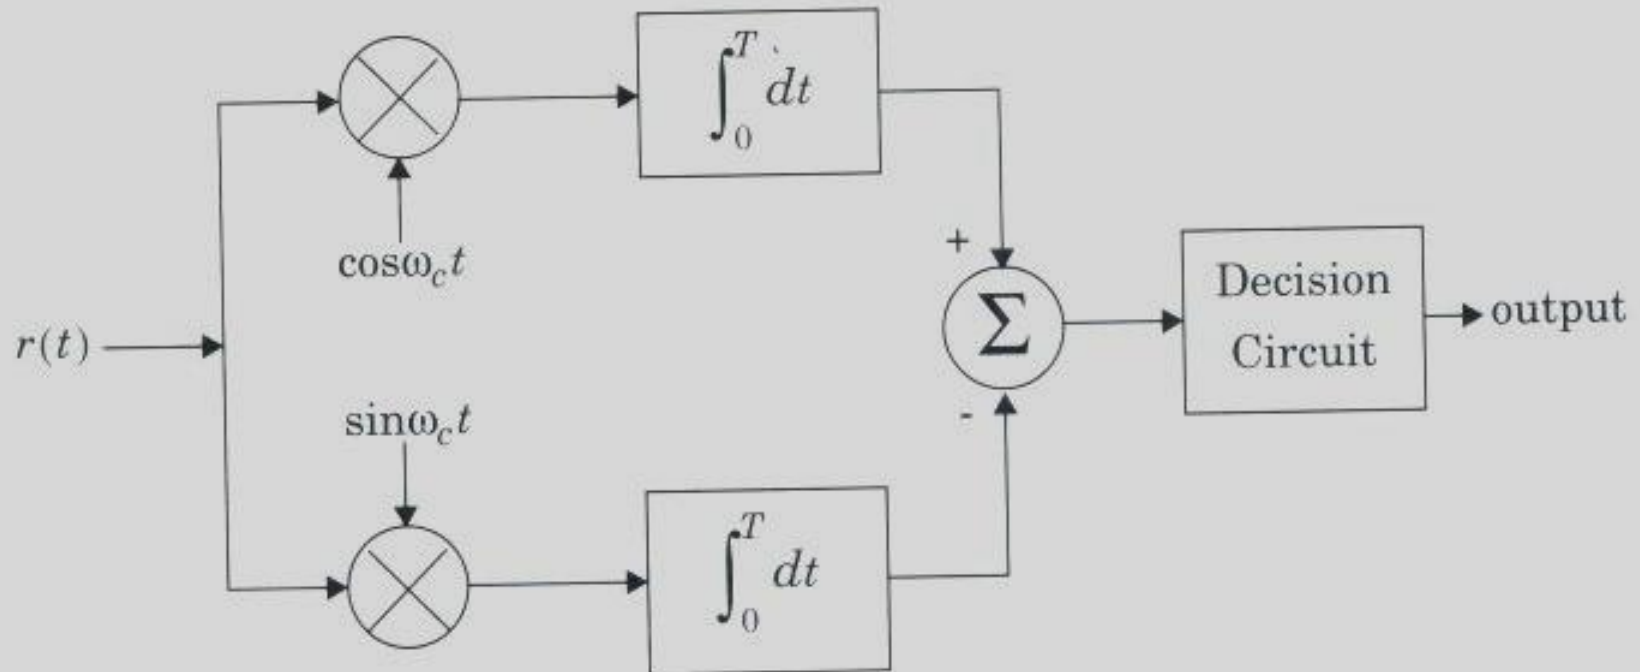 ∫₀ᵀ dt
cosω_c t
+
Σ
Decision
Circuit
output
r(t)
-
sinω_c t
∫₀ᵀ dt